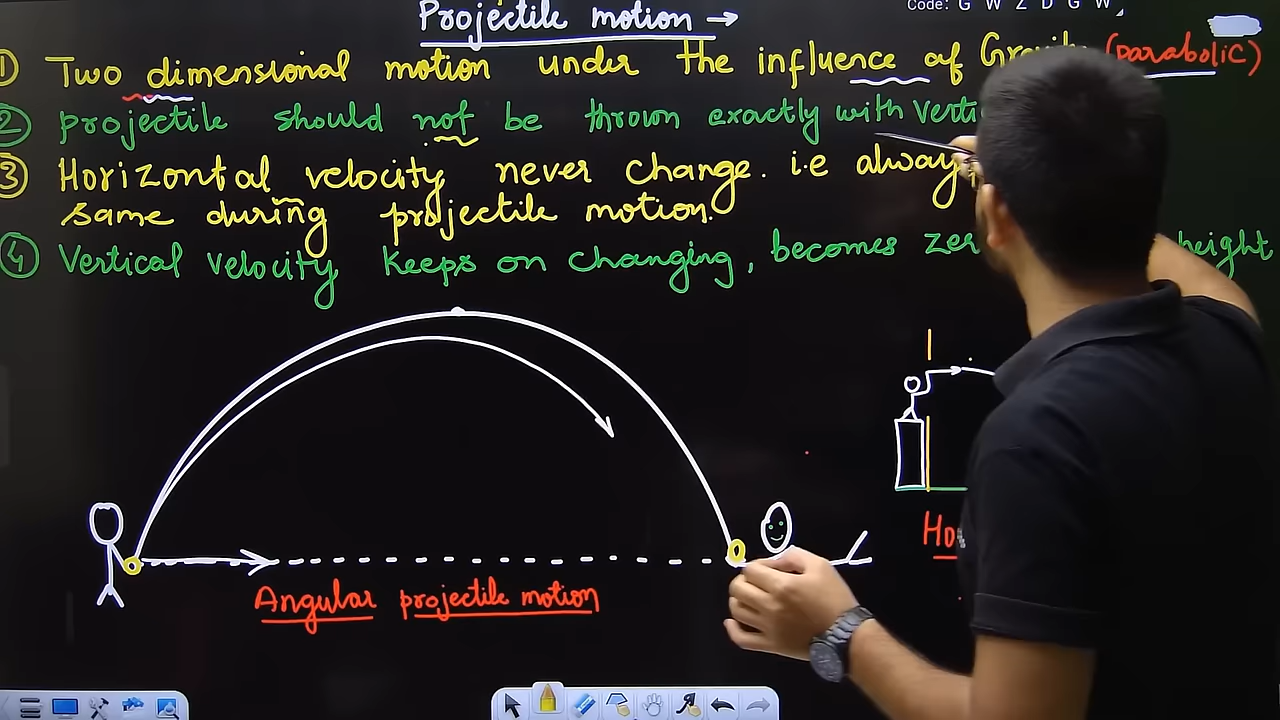 Code: G W Z D G W
Projectile motion →
① Two dimensional motion under the influence of (parabolic)
② projectile should not be thrown exactly with
③ Horizontal velocity never change. i.e
same during projectile motion.
④ Vertical velocity keeps on changing, becomes height
Angular projectile motion